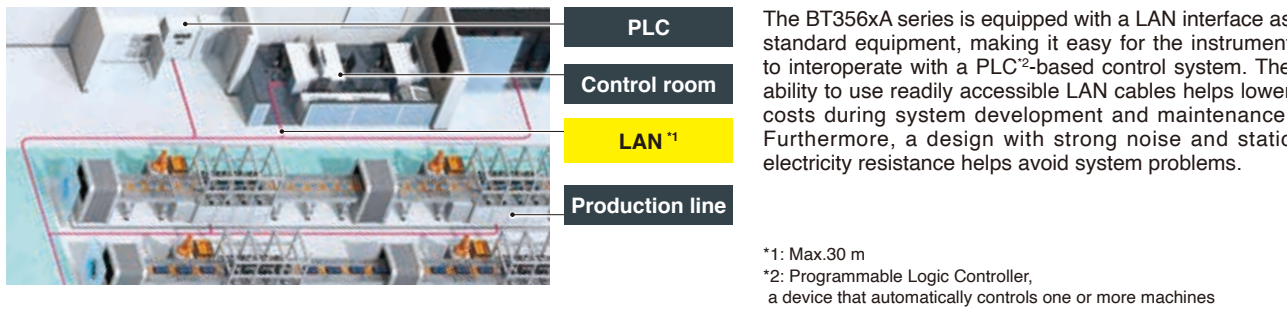 PLC
Control room
LAN *1
Production line
The BT356xA series is equipped with a LAN interface as
standard equipment, making it easy for the instrument
to interoperate with a PLC*2-based control system. The
ability to use readily accessible LAN cables helps lower
costs during system development and maintenance
Furthermore, a design with strong noise and static
electricity resistance helps avoid system problems.
*1: Max.30 m
*2: Programmable Logic Controller,
a device that automatically controls one or more machines